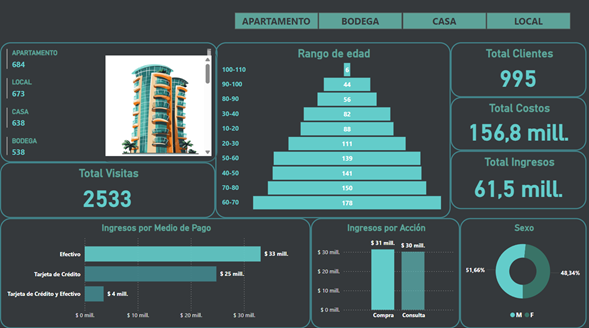 APARTAMENTO BODEGA CASA LOCAL
APARTAMENTO
684
LOCAL
673
CASA
638
BODEGA
538
Total Visitas
2533
Rango de edad
100-110 6
90-100 44
80-90 56
30-40 82
10-20 88
20-30 111
50-60 139
40-50 141
70-80 150
60-70 178
Total Clientes
995
Total Costos
156,8 mill.
Total Ingresos
61,5 mill.
Ingresos por Medio de Pago
Efectivo $ 33 mill.
Tarjeta de Crédito $ 25 mill.
Tarjeta de Crédito y Efectivo $ 4 mill.
$ 0 mill. $ 10 mill. $ 20 mill. $ 30 mill.
Ingresos por Acción
$ 31 mill. $ 30 mill.
$ 30 mill.
$ 20 mill.
$ 10 mill.
$ 0 mill.
Compra Consulta
Sexo
51,66% 48,34%
M F